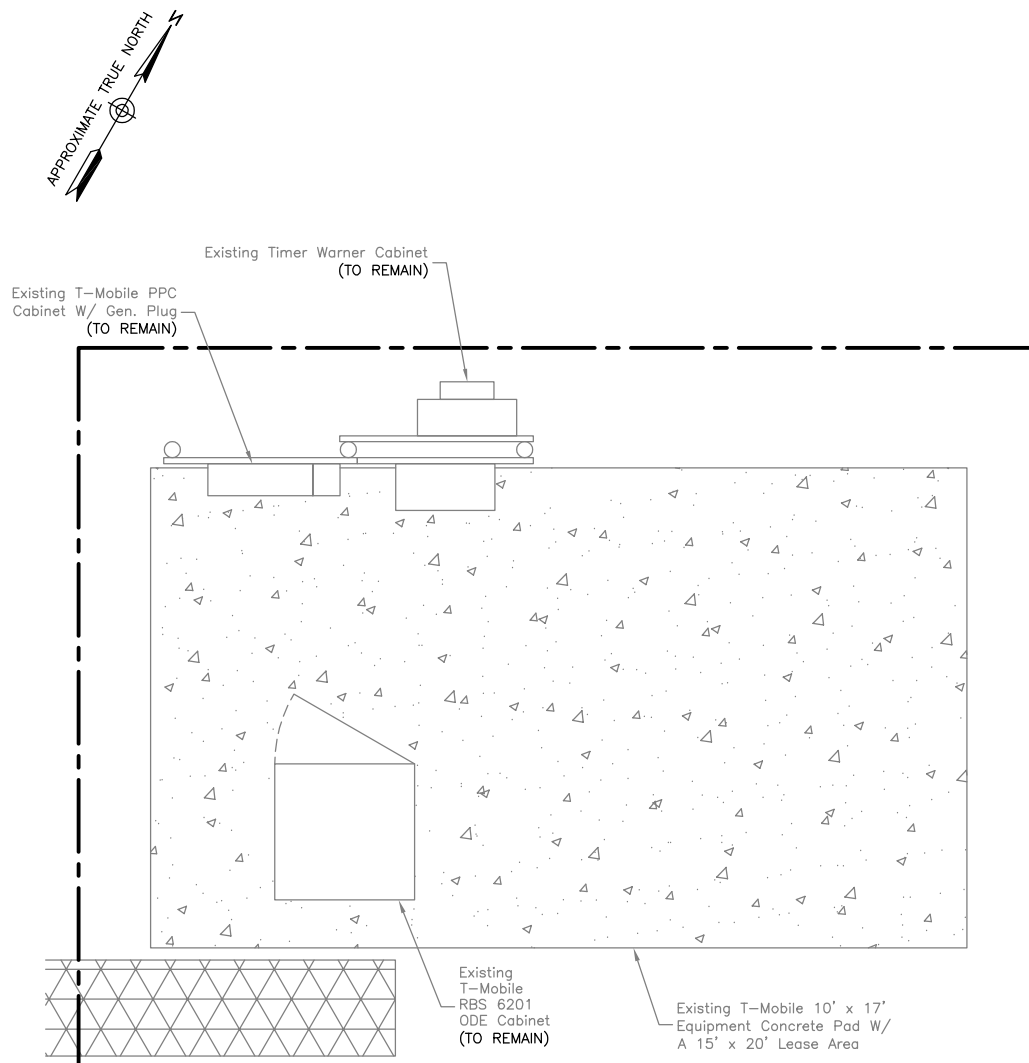 APPROXIMATE TRUE NORTH
N
Existing Timer Warner Cabinet
(TO REMAIN)
Existing T-Mobile PPC
Cabinet W/ Gen. Plug
(TO REMAIN)
Existing
T-Mobile
RBS 6201
ODE Cabinet
(TO REMAIN)
Existing T-Mobile 10' x 17'
Equipment Concrete Pad W/
A 15' x 20' Lease Area